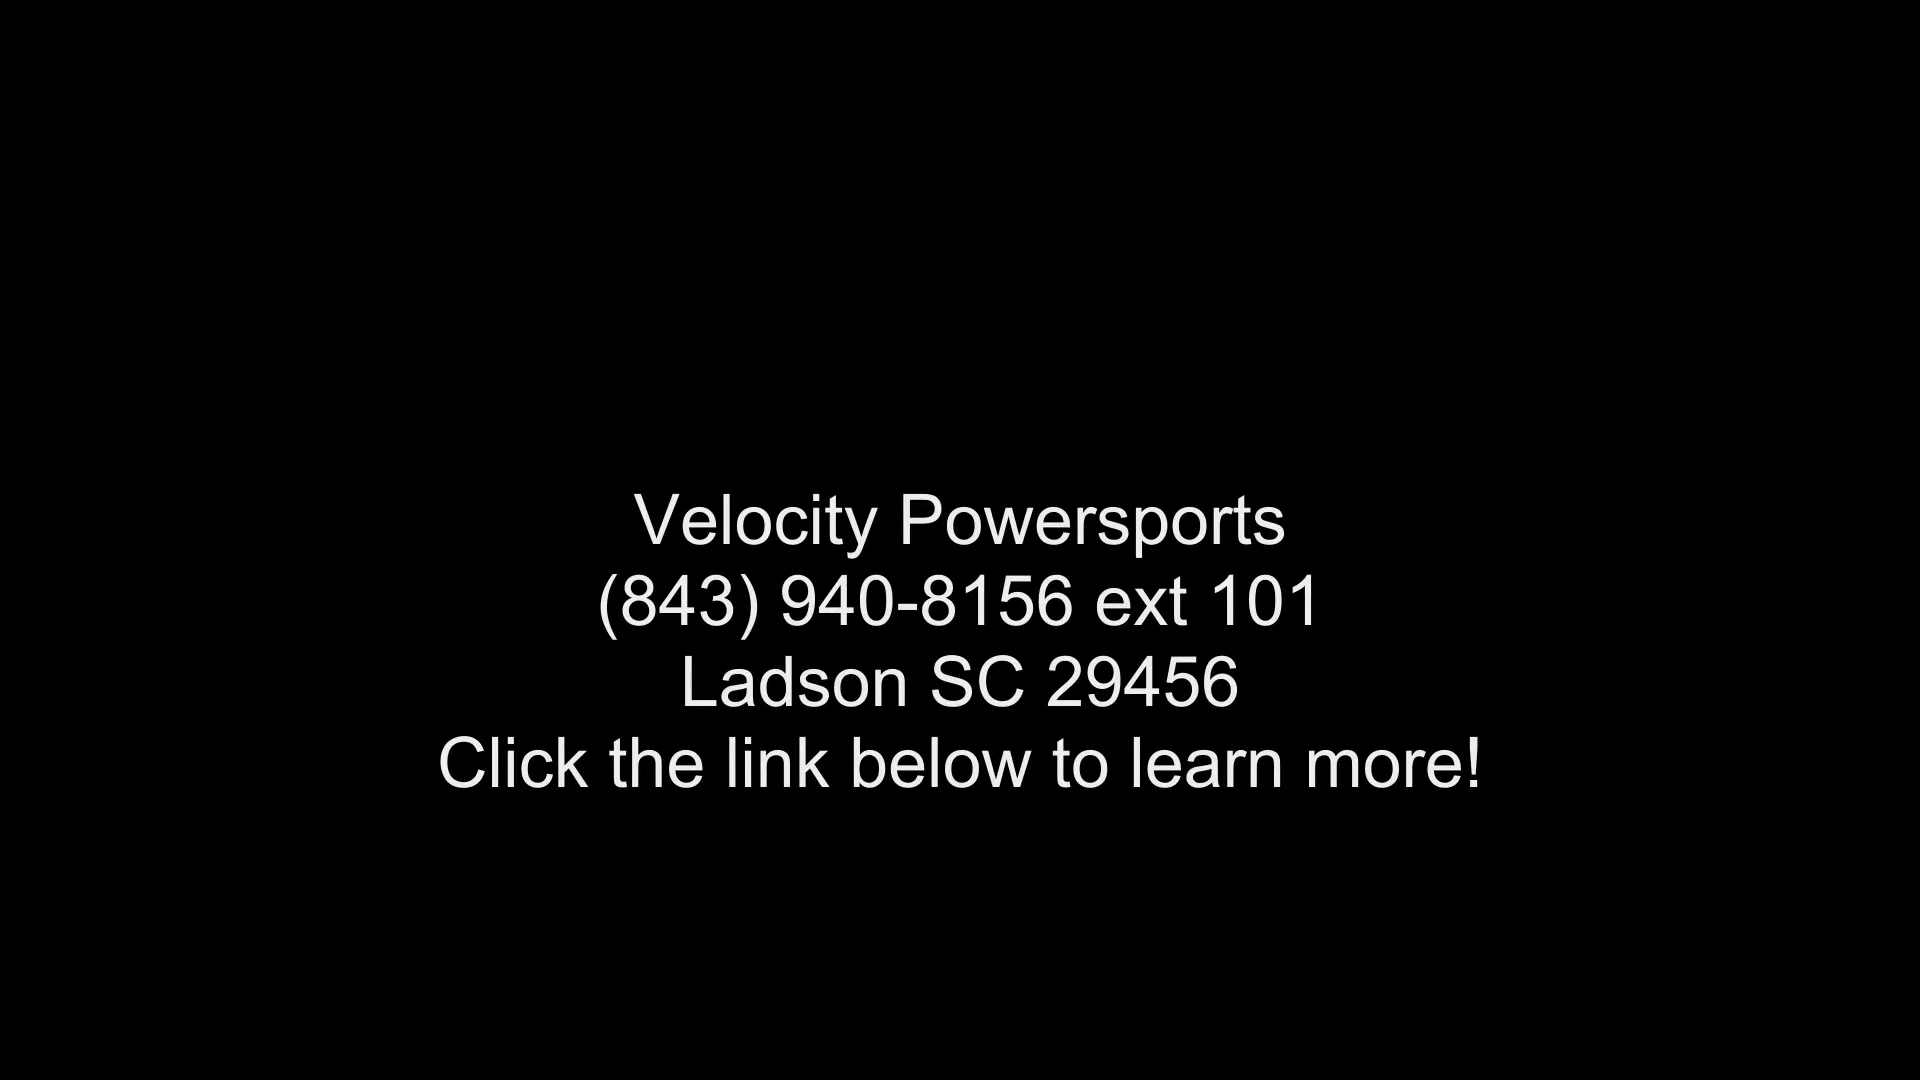 Velocity Powersports
(843) 940-8156 ext 101
Ladson SC 29456
Click the link below to learn more!